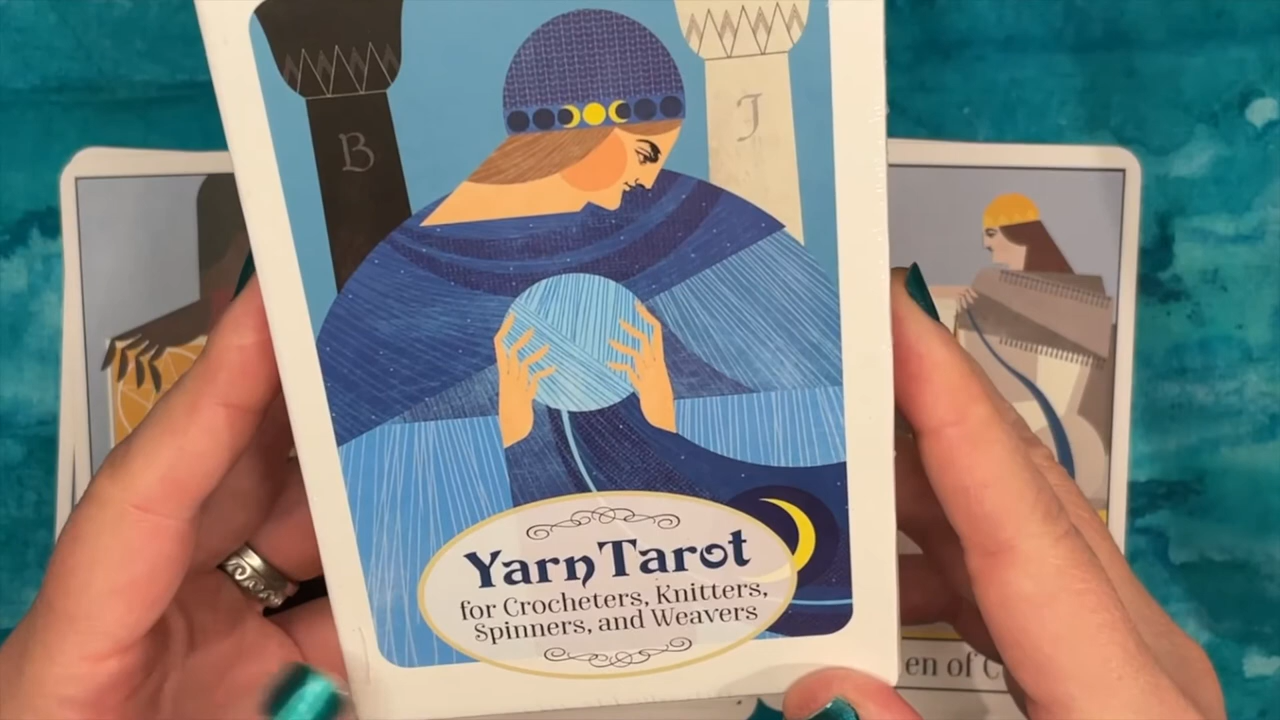 B
J
Yarn Tarot
for Crocheters, Knitters,
Spinners, and Weavers
en of C